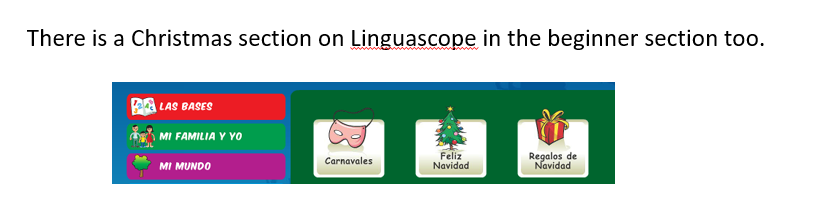 There is a Christmas section on Linguascope in the beginner section too.
LAS BASES
MI FAMILIA Y YO
MI MUNDO
Carnavales
Feliz
Navidad
Regalos de
Navidad